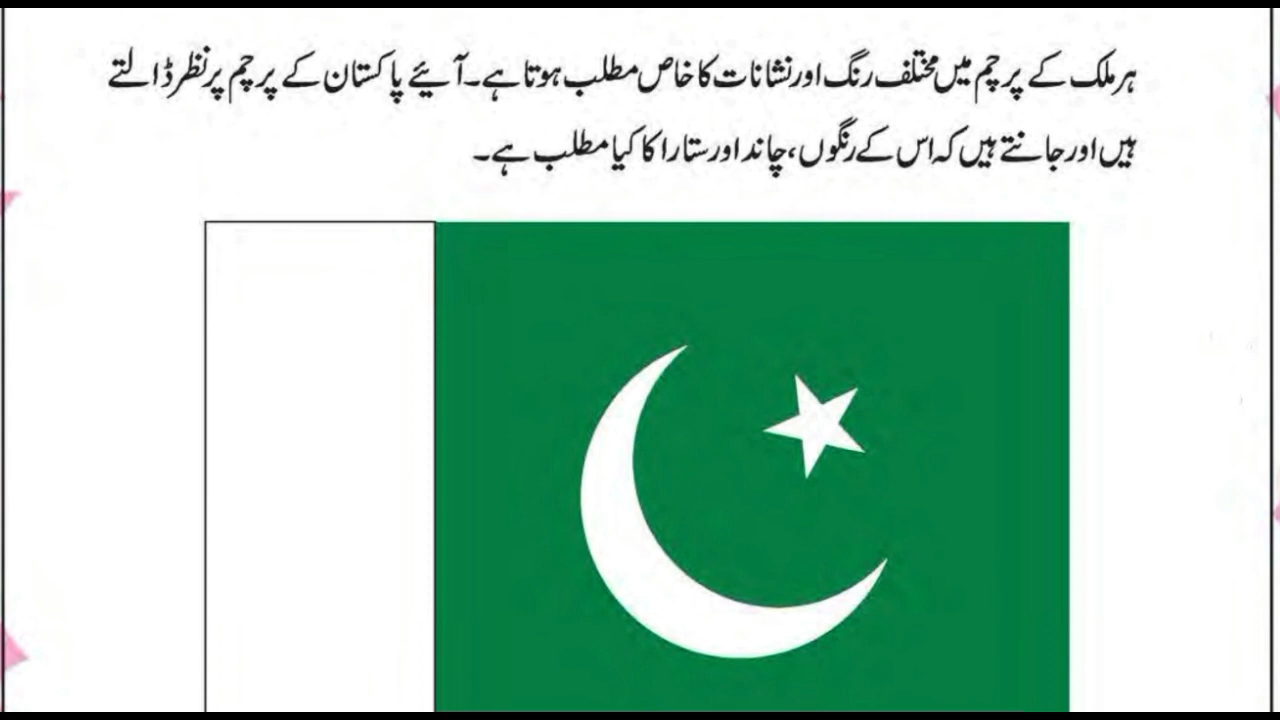 ہر ملک کے پرچم میں مختلف رنگ اور نشانات کا خاص مطلب ہوتا ہے۔ آئیے پاکستان کے پرچم پر نظر ڈالتے
ہیں اور جانتے ہیں کہ اس کے رنگوں، چاند اور ستارا کا کیا مطلب ہے۔